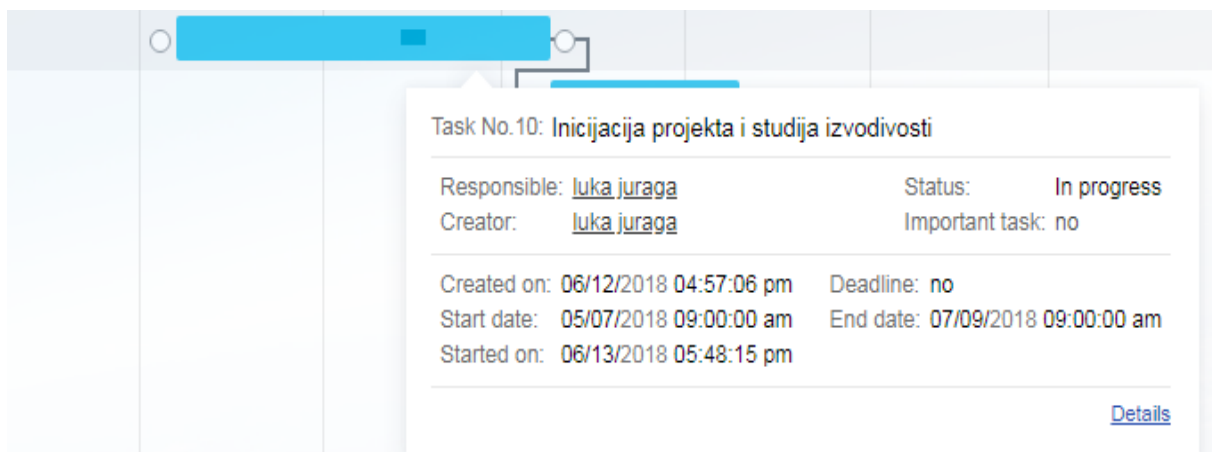 Task No.10: Inicijacija projekta i studija izvodivosti
Responsible: luka juraga Status: In progress
Creator: luka juraga Important task: no
Created on: 06/12/2018 04:57:06 pm Deadline: no
Start date: 05/07/2018 09:00:00 am End date: 07/09/2018 09:00:00 am
Started on: 06/13/2018 05:48:15 pm
Details